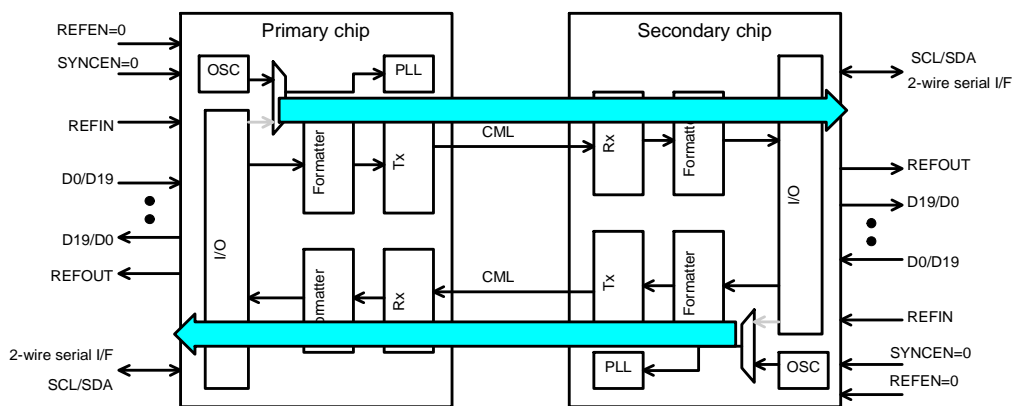 Primary chip
Secondary chip
REFEN=0
SYNCEN=0
REFIN
D0/D19
D19/D0
REFOUT
2-wire serial I/F
SCL/SDA
OSC
PLL
I/O
Formatter
Tx
CML
Rx
Formatter
I/O
Formatter
Rx
CML
Tx
Formatter
PLL
OSC
SCL/SDA
2-wire serial I/F
REFOUT
D19/D0
D0/D19
REFIN
SYNCEN=0
REFEN=0